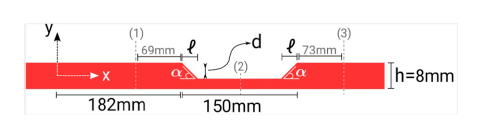 y
x
(1)
69mm
ℓ
d
α
(2)
ℓ
73mm
(3)
α
h=8mm
182mm
150mm